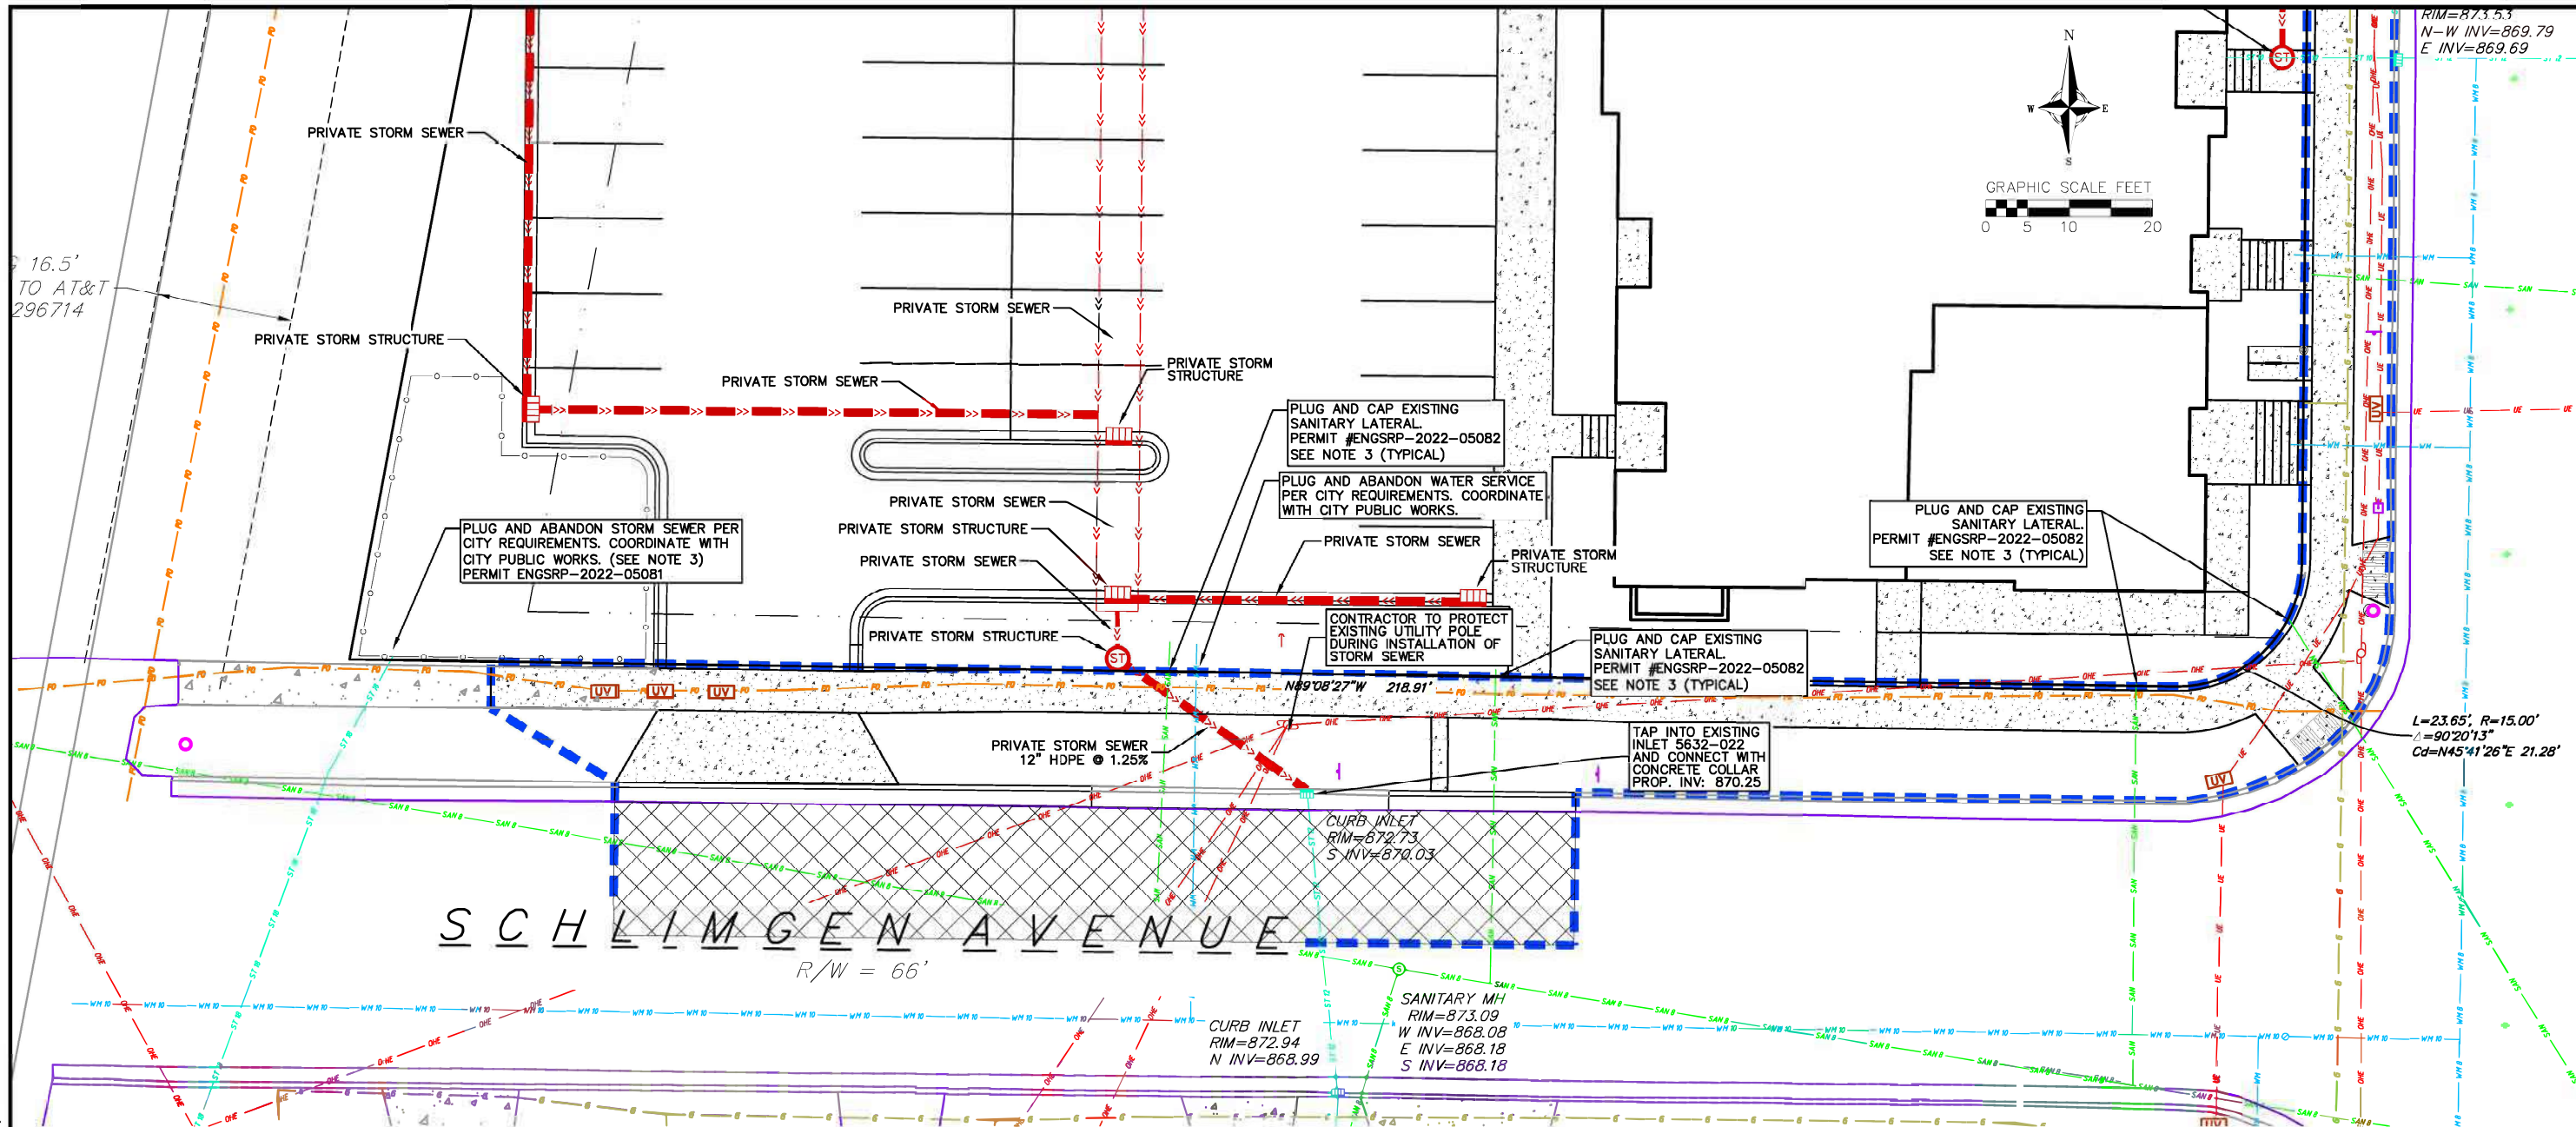 RIM=873.53
N-W INV=869.79
E INV=869.69
N
W E
S
GRAPHIC SCALE FEET
0 5 10 20
PRIVATE STORM SEWER
16.5'
TO AT&T
296714
PRIVATE STORM STRUCTURE
PRIVATE STORM SEWER
PRIVATE STORM SEWER
PRIVATE STORM
STRUCTURE
PLUG AND CAP EXISTING
SANITARY LATERAL.
PERMIT #ENGSRP-2022-05082
SEE NOTE 3 (TYPICAL)
PLUG AND ABANDON WATER SERVICE
PER CITY REQUIREMENTS. COORDINATE
WITH CITY PUBLIC WORKS.
PRIVATE STORM SEWER
PRIVATE STORM STRUCTURE
PRIVATE STORM SEWER
PRIVATE STORM SEWER
PRIVATE STORM
STRUCTURE
PLUG AND CAP EXISTING
SANITARY LATERAL.
PERMIT #ENGSRP-2022-05082
SEE NOTE 3 (TYPICAL)
PLUG AND ABANDON STORM SEWER PER
CITY REQUIREMENTS. COORDINATE WITH
CITY PUBLIC WORKS. (SEE NOTE 3)
PERMIT ENGSRP-2022-05081
PRIVATE STORM STRUCTURE
ST
ST
CONTRACTOR TO PROTECT
EXISTING UTILITY POLE
DURING INSTALLATION OF
STORM SEWER
PLUG AND CAP EXISTING
SANITARY LATERAL.
PERMIT #ENGSRP-2022-05082
SEE NOTE 3 (TYPICAL)
UV UV UV
N89°08'27"W 218.91'
PRIVATE STORM SEWER
12" HDPE @ 1.25%
TAP INTO EXISTING
INLET 5632-022
AND CONNECT WITH
CONCRETE COLLAR
PROP. INV: 870.25
L=23.65', R=15.00'
Δ=90°20'13"
Cd=N45°41'26"E 21.28'
UV
UV
CURB INLET
RIM=872.73
S INV=870.03
SCHLIMGEN AVENUE
R/W = 66'
CURB INLET
RIM=872.94
N INV=868.99
S
SANITARY MH
RIM=873.09
W INV=868.08
E INV=868.18
S INV=868.18